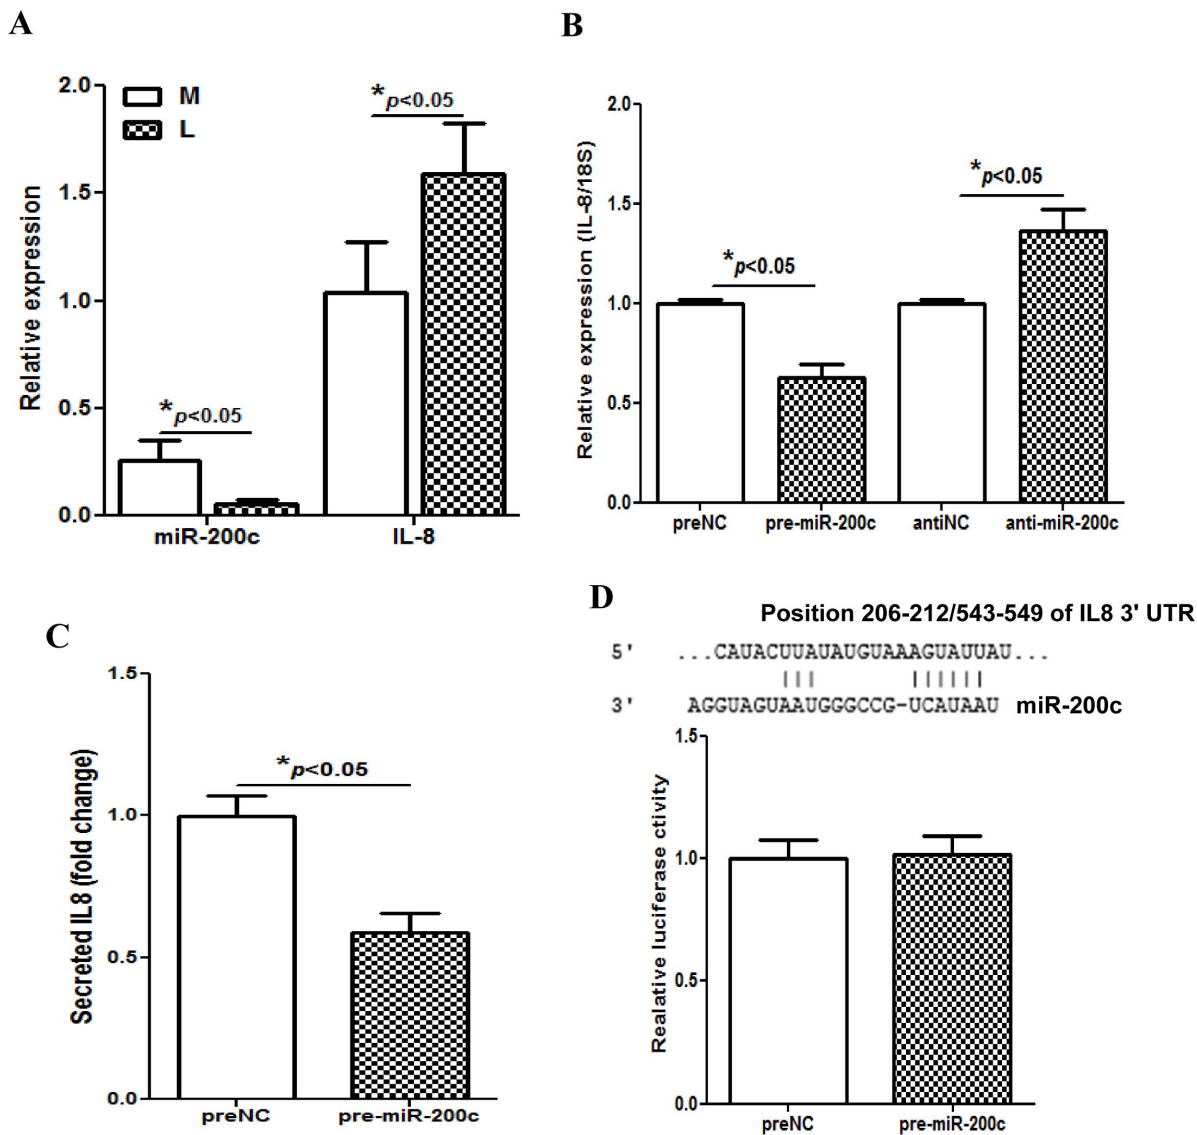 A
2.0
M
L
*p<0.05
1.5
Relative expression
1.0
0.5
*p<0.05
0.0
miR-200c IL-8
B
2.0
Relative expression (IL-8/18S)
*p<0.05
1.5
*p<0.05
1.0
0.5
0.0
preNC pre-miR-200c antiNC anti-miR-200c
C
1.5
Secreted IL8 (fold change)
*p<0.05
1.0
0.5
0.0
preNC pre-miR-200c
D
Position 206-212/543-549 of IL8 3' UTR
5' ...CAUACUUAUAUGUAAAGUAUUAU...
3' AGGUAGUAAUGGGCCG-UCAUAAU miR-200c
1.5
Realative luciferase ctivity
1.0
0.5
0.0
preNC pre-miR-200c